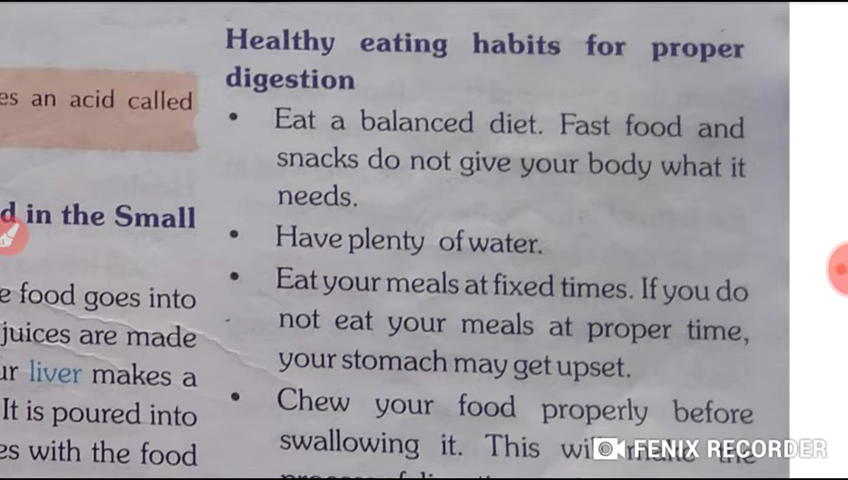 es an acid called
d in the Small
e food goes into
juices are made
ur liver makes a
It is poured into
es with the food
Healthy eating habits for proper
digestion
• Eat a balanced diet. Fast food and
snacks do not give your body what it
needs.
• Have plenty of water.
• Eat your meals at fixed times. If you do
not eat your meals at proper time,
your stomach may get upset.
• Chew your food properly before
swallowing it. This will make the
FENIX RECORDER